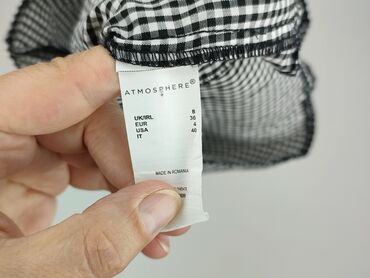 ATMOSPHERE®
UK/IRL 8
EUR 36
USA 4
IT 40
MADE IN ROMANIA